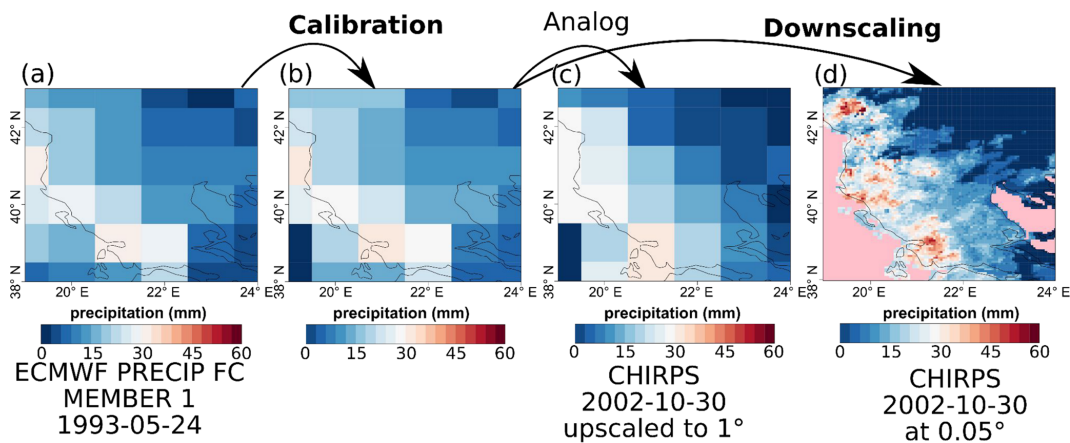 Calibration
Analog
Downscaling
(a)
(b)
(c)
(d)
42° N
40° N
38° N
20° E
22° E
24° E
42° N
40° N
38° N
20° E
22° E
24° E
42° N
40° N
38° N
20° E
22° E
24° E
42° N
40° N
38° N
20° E
22° E
24° E
precipitation (mm)
precipitation (mm)
precipitation (mm)
precipitation (mm)
0 15 30 45 60
0 15 30 45 60
0 15 30 45 60
0 15 30 45 60
ECMWF PRECIP FC
MEMBER 1
1993-05-24
CHIRPS
2002-10-30
upscaled to 1°
CHIRPS
2002-10-30
at 0.05°